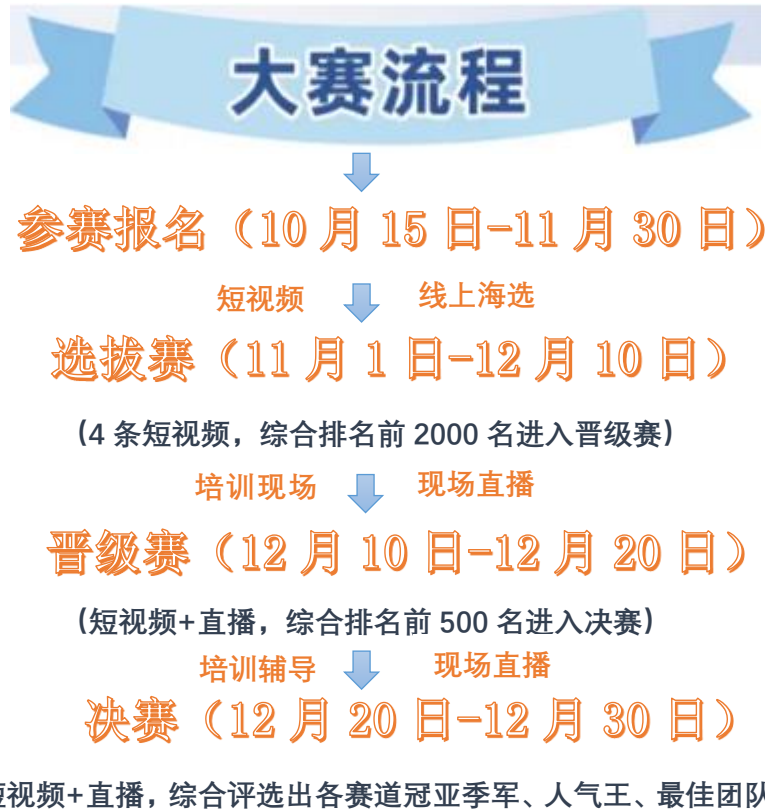 大赛流程
参赛报名（10月15日-11月30日）
短视频 线上海选
选拔赛（11月1日-12月10日）
（4条短视频，综合排名前2000名进入晋级赛）
培训现场 现场直播
晋级赛（12月10日-12月20日）
（短视频+直播，综合排名前500名进入决赛）
培训辅导 现场直播
决赛（12月20日-12月30日）
短视频+直播，综合评选出各赛道冠亚季军、人气王、最佳团队